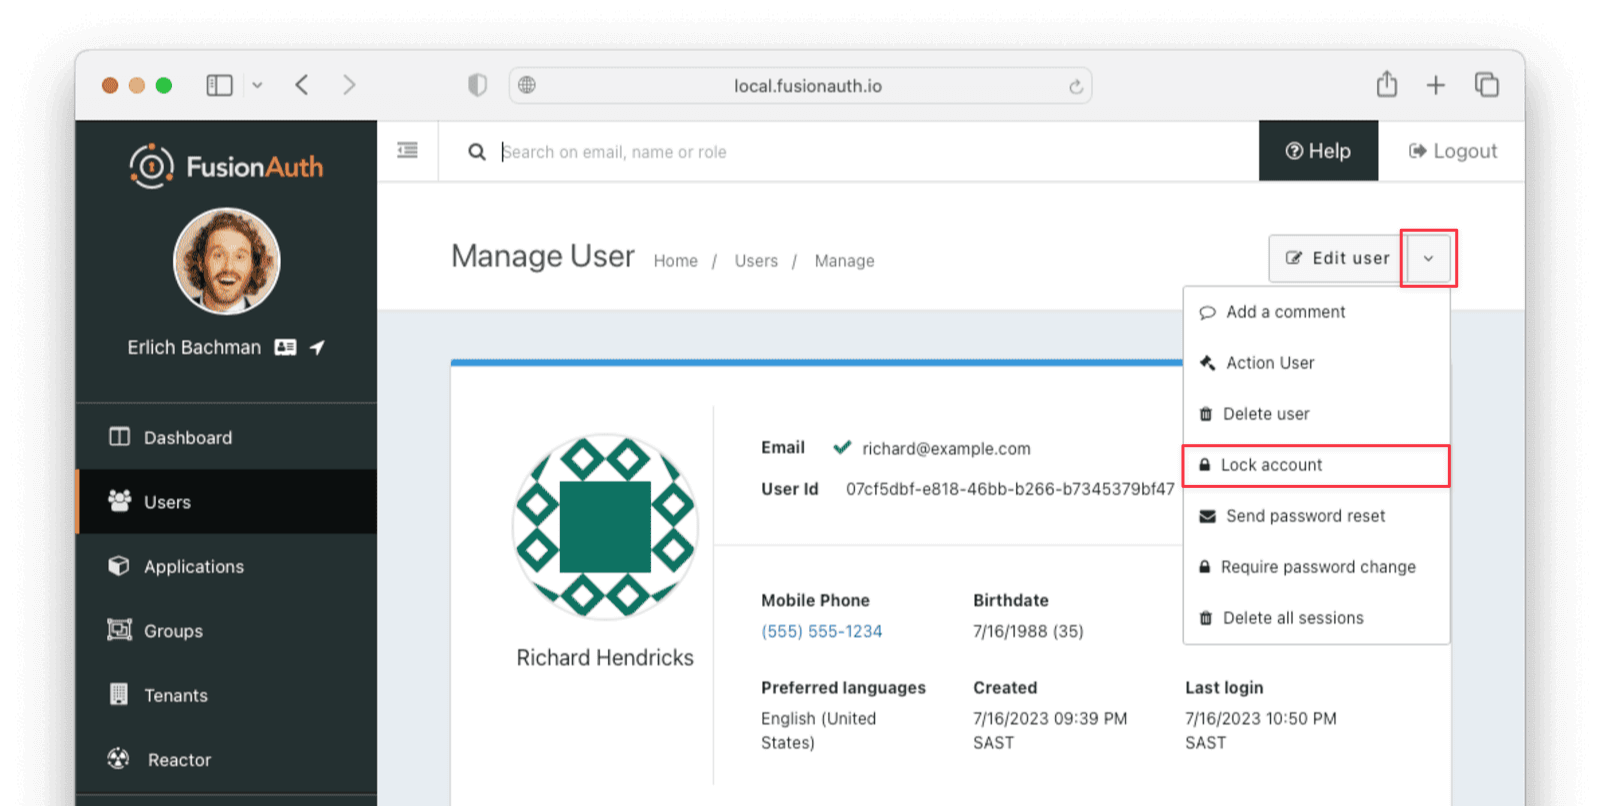 local.fusionauth.io
FusionAuth
Search on email, name or role
Help
Logout
Erlich Bachman
Manage User
Home / Users / Manage
Edit user
Add a comment
Action User
Delete user
Lock account
Send password reset
Require password change
Delete all sessions
Dashboard
Users
Applications
Groups
Tenants
Reactor
Richard Hendricks
Email richard@example.com
User Id 07cf5dbf-e818-46bb-b266-b7345379bf47
Mobile Phone
(555) 555-1234
Birthdate
7/16/1988 (35)
Preferred languages
English (United
States)
Created
7/16/2023 09:39 PM
SAST
Last login
7/16/2023 10:50 PM
SAST